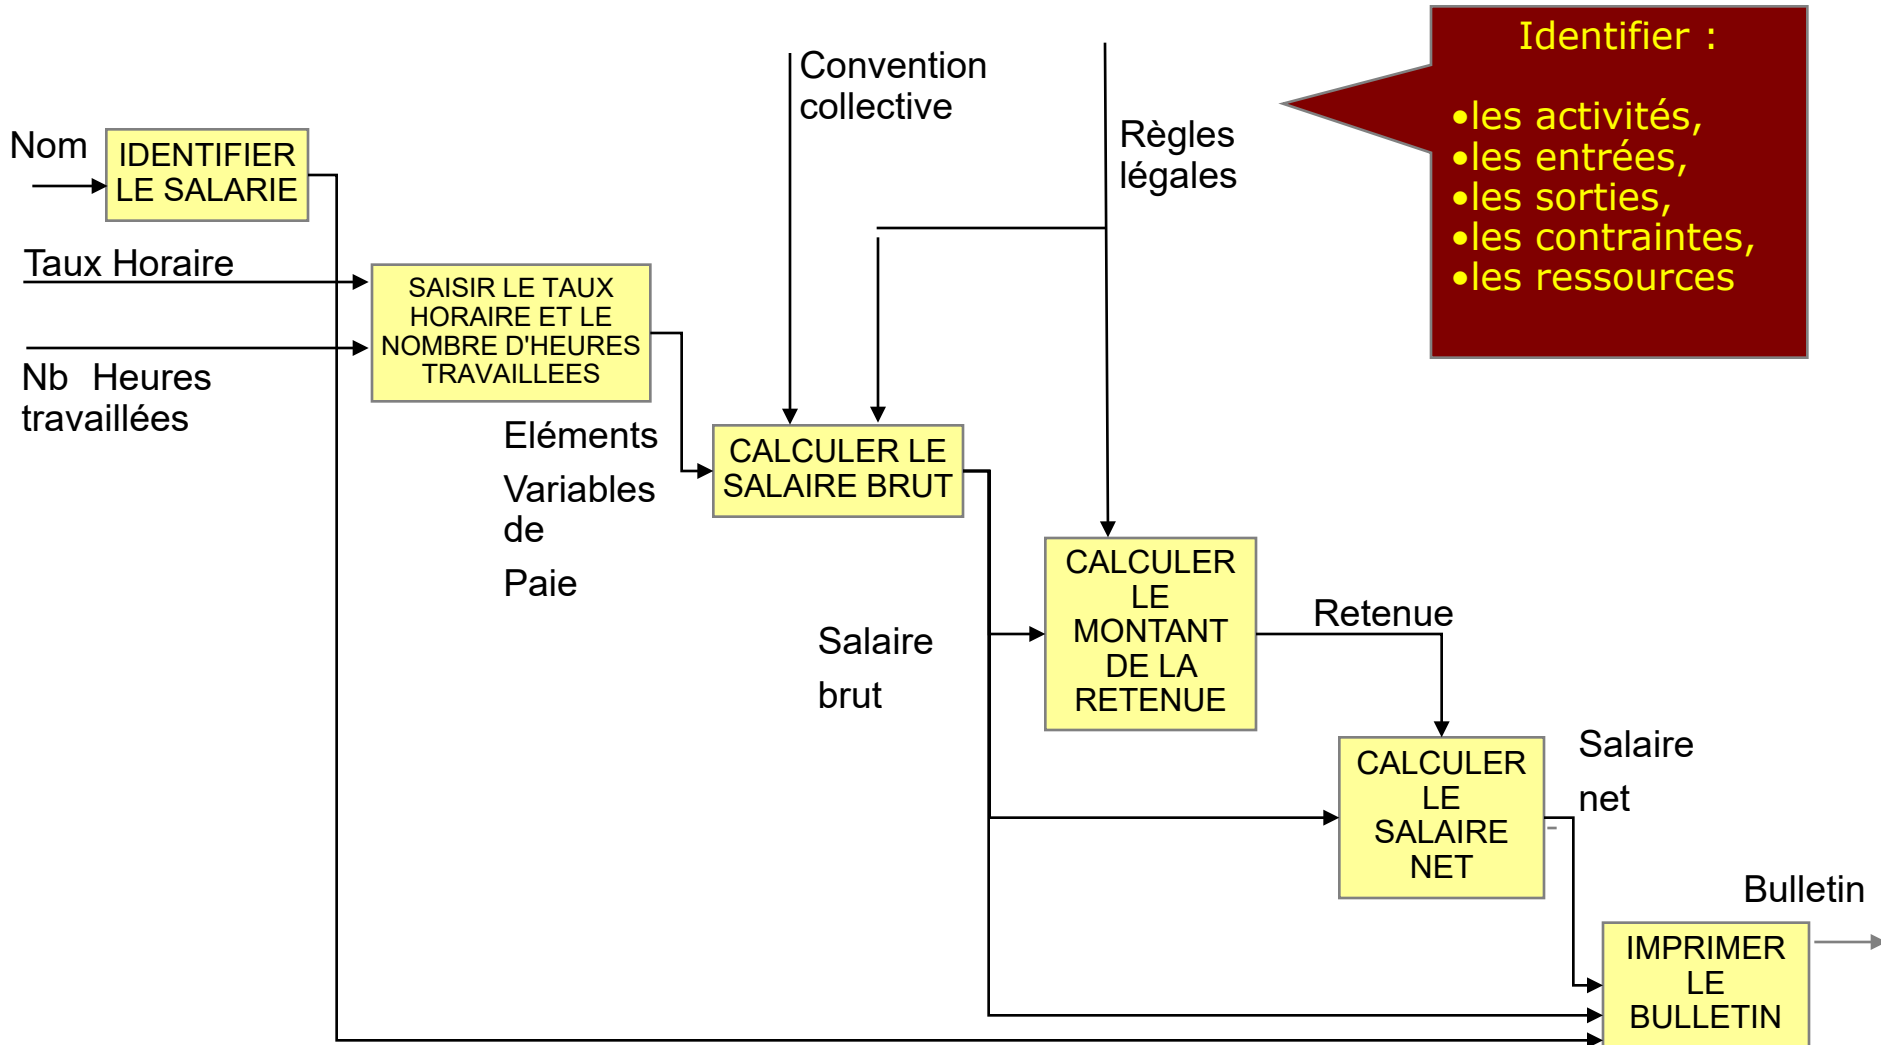 Identifier :
•les activités,
•les entrées,
•les sorties,
•les contraintes,
•les ressources
Convention
collective
Règles
légales
Nom
IDENTIFIER
LE SALARIE
Taux Horaire
Nb Heures
travaillées
SAISIR LE TAUX
HORAIRE ET LE
NOMBRE D'HEURES
TRAVAILLEES
Eléments
Variables
de
Paie
CALCULER LE
SALAIRE BRUT
Salaire
brut
CALCULER
LE
MONTANT
DE LA
RETENUE
Retenue
CALCULER
LE
SALAIRE
NET
Salaire
net
Bulletin
IMPRIMER
LE
BULLETIN